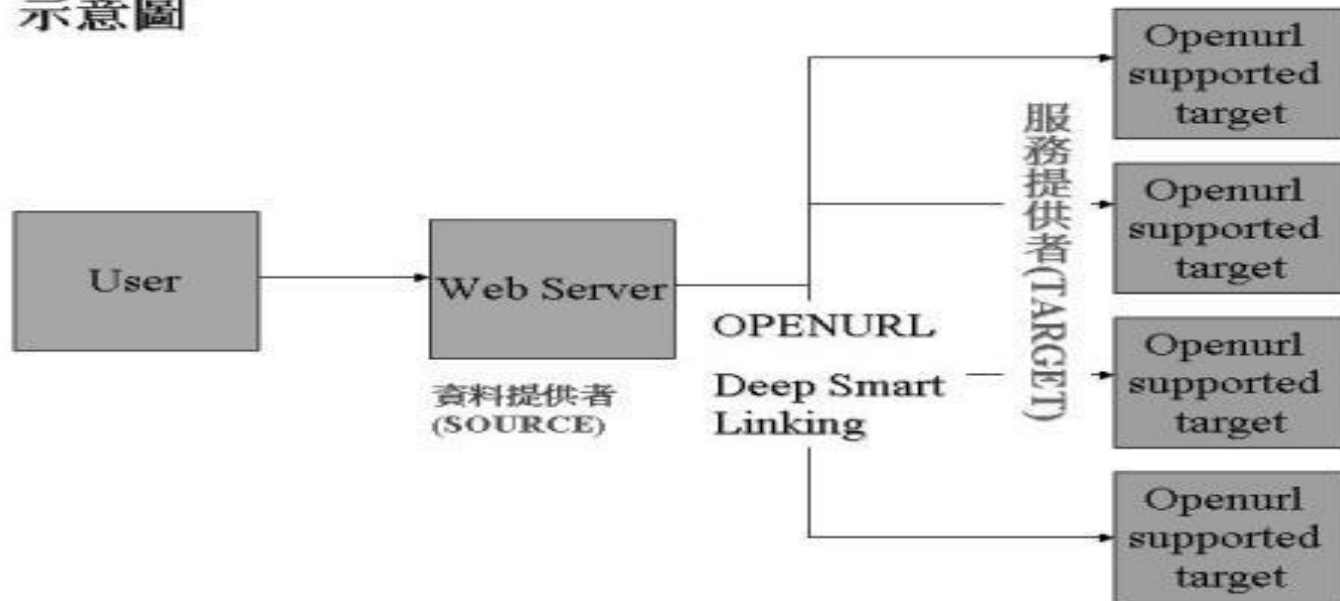 示意圖
User
Web Server
資料提供者
(SOURCE)
OPENURL
Deep Smart
Linking
服務提供者(TARGET)
Openurl
supported
target
Openurl
supported
target
Openurl
supported
target
Openurl
supported
target